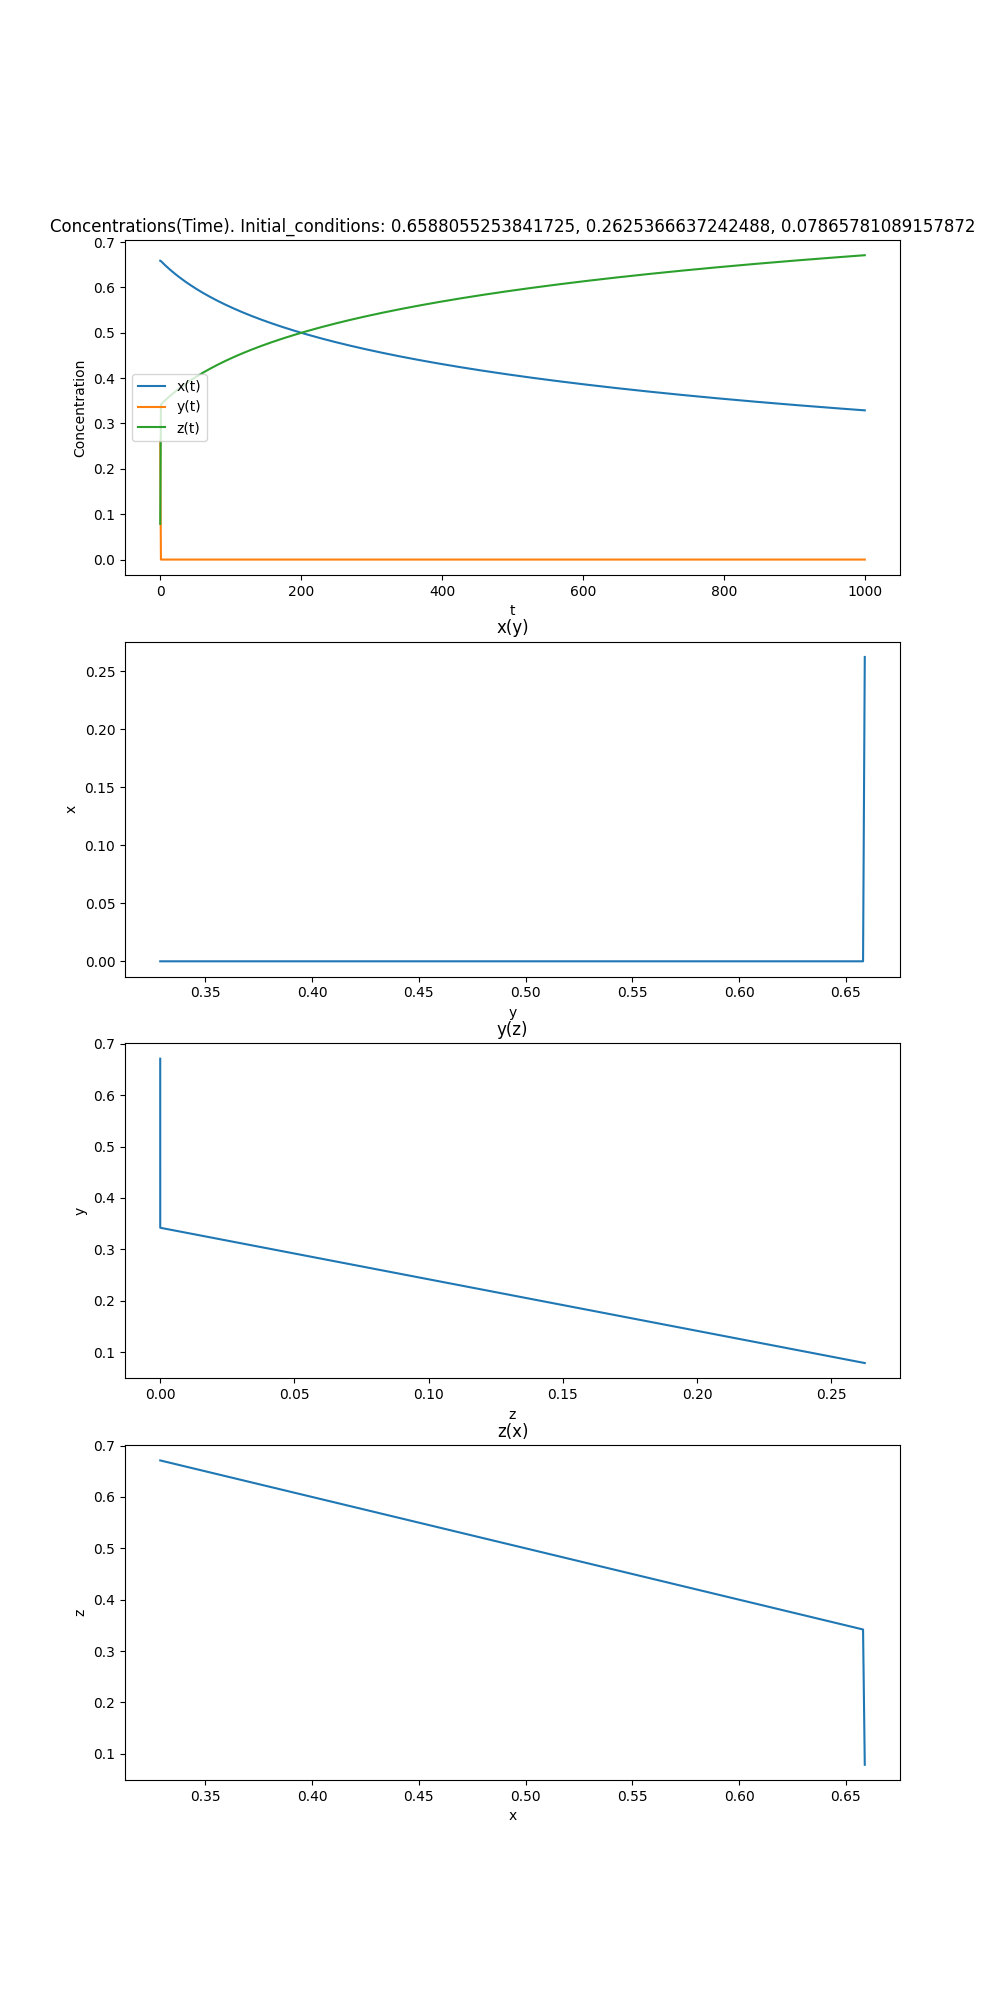 Concentrations(Time). Initial_conditions: 0.6588055253841725, 0.2625366637242488, 0.07865781089157872
0.7
0.6
0.5
0.4
0.3
0.2
0.1
0.0
Concentration
x(t)
y(t)
z(t)
0 200 400 600 800 1000
t
x(y)
0.25
0.20
0.15
0.10
0.05
0.00
x
0.35 0.40 0.45 0.50 0.55 0.60 0.65
y
y(z)
0.7
0.6
0.5
0.4
0.3
0.2
0.1
y
0.00 0.05 0.10 0.15 0.20 0.25
z
z(x)
0.7
0.6
0.5
0.4
0.3
0.2
0.1
z
0.35 0.40 0.45 0.50 0.55 0.60 0.65
x